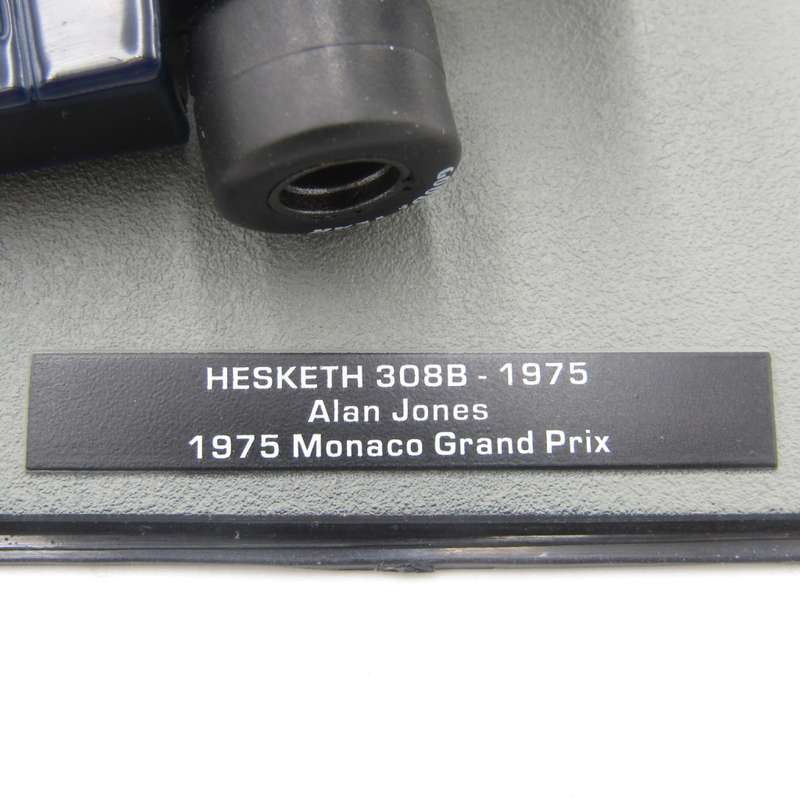 HESKETH 308B - 1975
Alan Jones
1975 Monaco Grand Prix